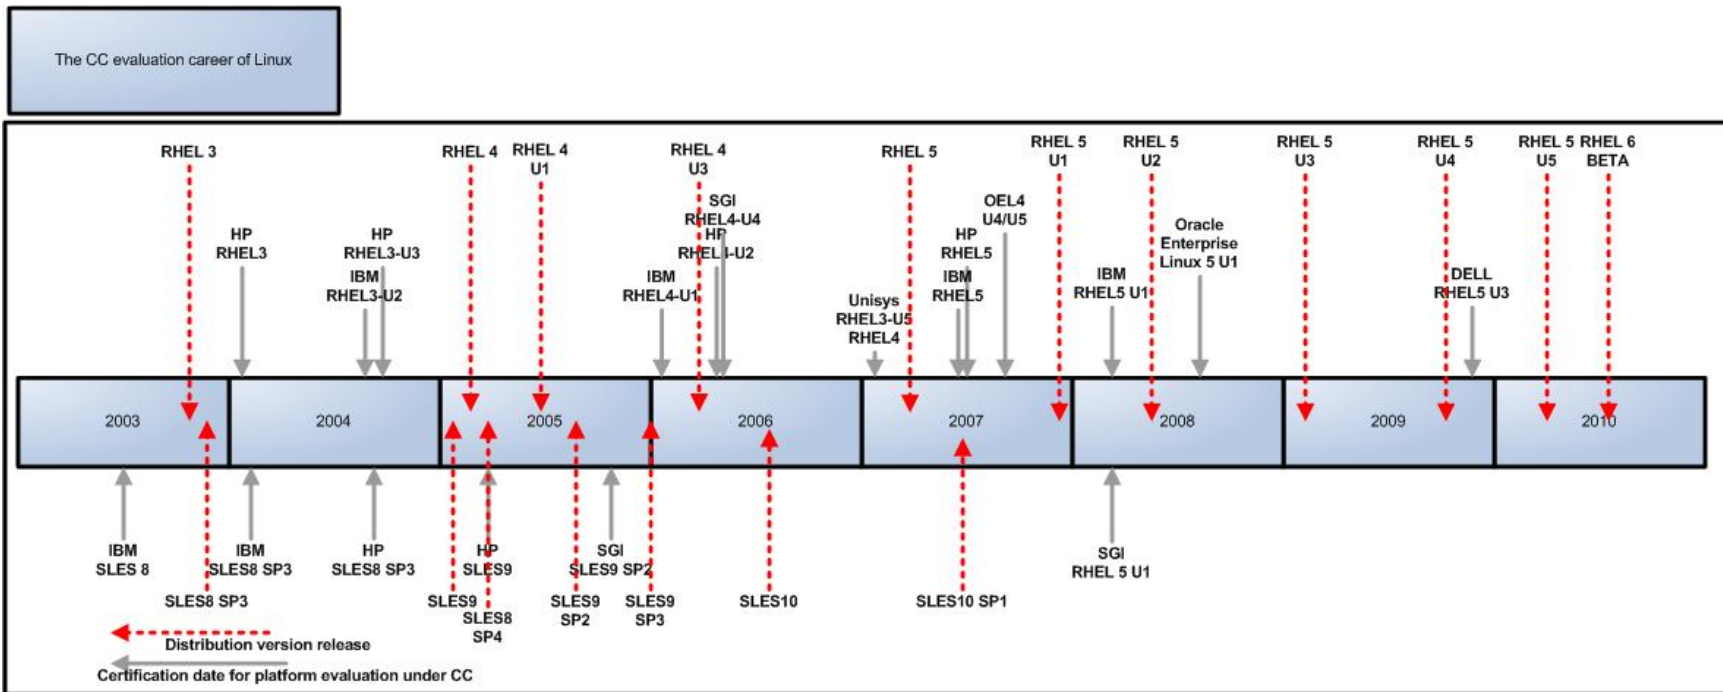 The CC evaluation career of Linux
RHEL 3
RHEL 4
RHEL 4
U1
RHEL 4
U3
RHEL 5
RHEL 5
U1
RHEL 5
U2
RHEL 5
U3
RHEL 5
U4
RHEL 5
U5
RHEL 6
BETA
HP
RHEL3
HP
RHEL3-U3
IBM
RHEL3-U2
IBM
RHEL4-U1
SGI
RHEL4-U4
HP
RHEL4-U2
Unisys
RHEL3-U5
RHEL4
HP
RHEL5
IBM
RHEL5
OEL4
U4/U5
IBM
RHEL5 U1
Oracle
Enterprise
Linux 5 U1
DELL
RHEL5 U3
2003
2004
2005
2006
2007
2008
2009
2010
IBM
SLES 8
IBM
SLES8 SP3
HP
SLES8 SP3
HP
SLES9
SGI
SLES9 SP2
SGI
RHEL 5 U1
SLES8 SP3
SLES9
SLES8
SP4
SLES9
SP2
SLES9
SP3
SLES10
SLES10 SP1
Distribution version release
Certification date for platform evaluation under CC